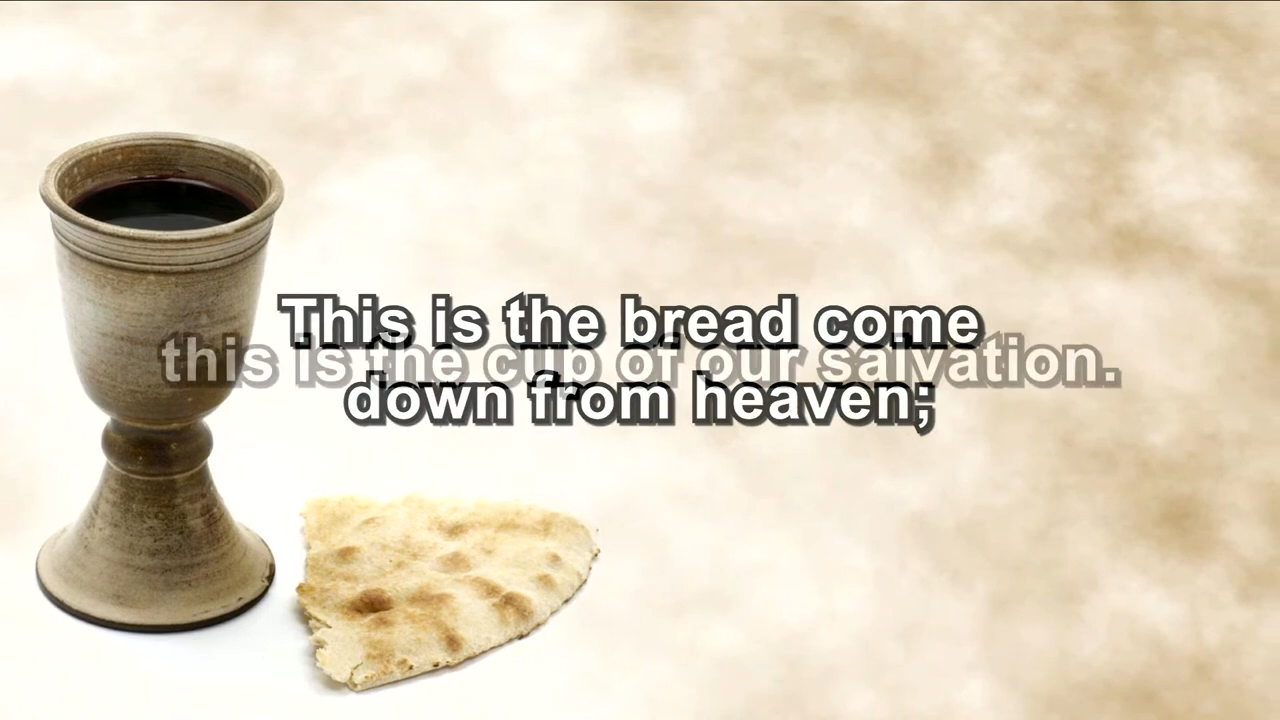 This is the bread come
this is the cup of our salvation.
down from heaven;